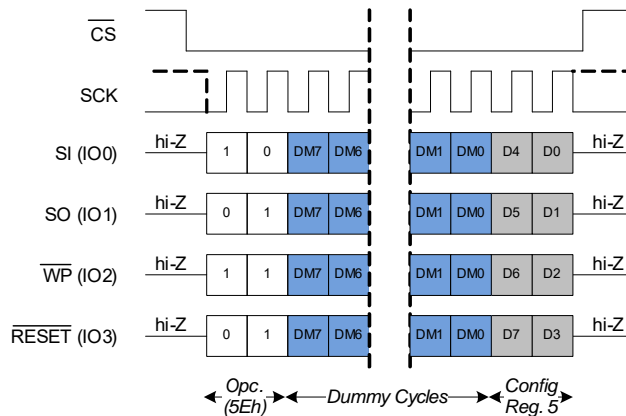 CS
SCK
SI (IO0) hi-Z 1 0 DM7 DM6 DM1 DM0 D4 D0 hi-Z
SO (IO1) hi-Z 0 1 DM7 DM6 DM1 DM0 D5 D1 hi-Z
WP (IO2) hi-Z 1 1 DM7 DM6 DM1 DM0 D6 D2 hi-Z
RESET (IO3) hi-Z 0 1 DM7 DM6 DM1 DM0 D7 D3 hi-Z
Opc. Dummy Cycles Config
(5Eh) Reg. 5